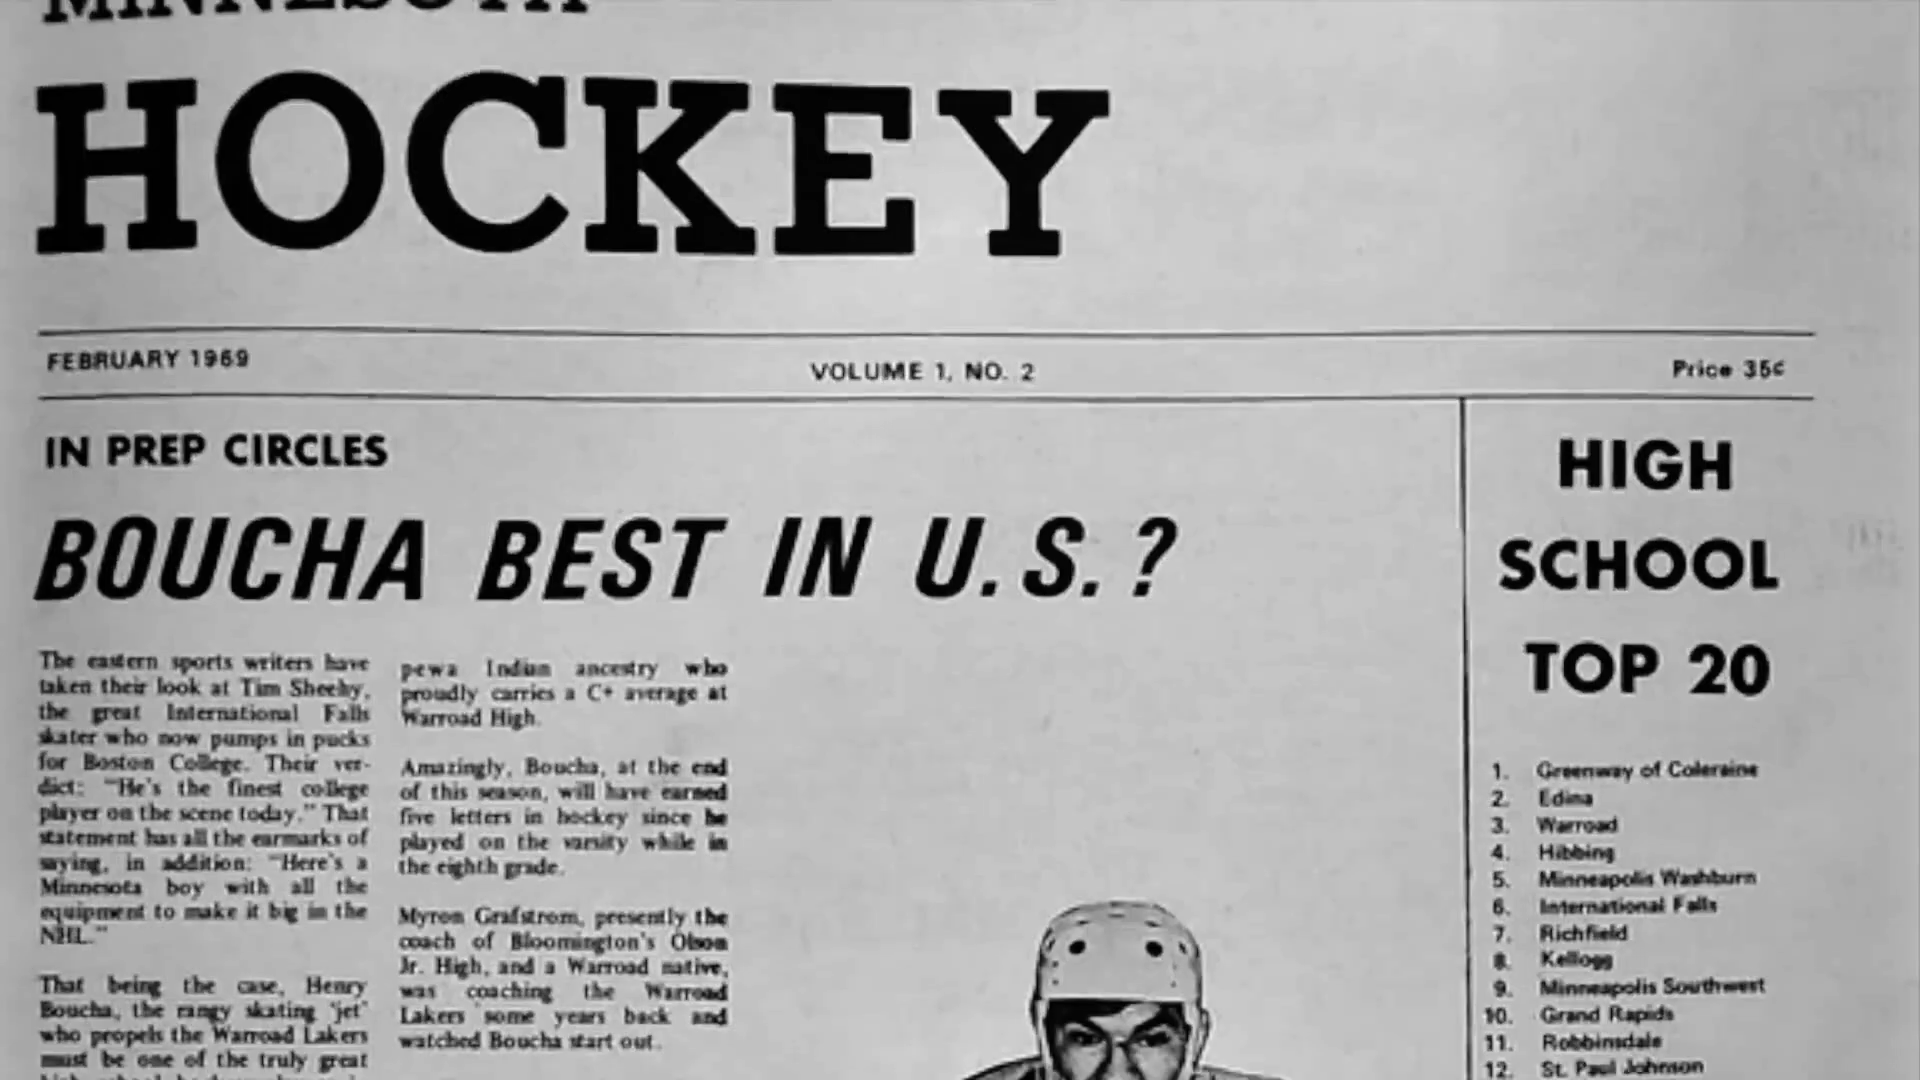 MINNESOTA
HOCKEY
FEBRUARY 1969
VOLUME 1, NO. 2
Price 35¢
IN PREP CIRCLES
BOUCHA BEST IN U.S.?
The eastern sports writers have
taken their look at Tim Sheehy,
the great International Falls
skater who now pumps in pucks
for Boston College. Their ver-
dict: "He's the finest college
player on the scene today." That
statement has all the earmarks of
saying, in addition: "Here's a
Minnesota boy with all the
equipment to make it big in the
NHL."
That being the case, Henry
Boucha, the rangy skating 'jet'
who propels the Warroad Lakers
must be one of the truly great
pewa Indian ancestry who
proudly carries a C+ average at
Warroad High.
Amazingly, Boucha, at the end
of this season, will have earned
five letters in hockey since he
played on the varsity while in
the eighth grade.
Myron Grafstrom, presently the
coach of Bloomington's Olson
Jr. High, and a Warroad native,
was coaching the Warroad
Lakers some years back and
watched Boucha start out.
HIGH
SCHOOL
TOP 20
1. Greenway of Coleraine
2. Edina
3. Warroad
4. Hibbing
5. Minneapolis Washburn
6. International Falls
7. Richfield
8. Kellogg
9. Minneapolis Southwest
10. Grand Rapids
11. Robbinsdale
12. St. Paul Johnson